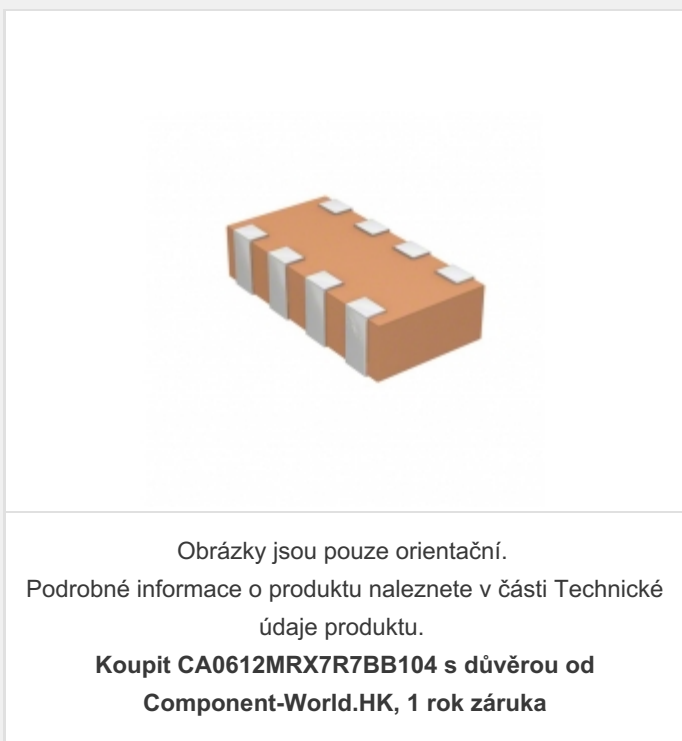 Obrázky jsou pouze orientační.
Podrobné informace o produktu naleznete v části Technické
údaje produktu.
Koupit CA0612MRX7R7BB104 s důvěrou od
Component-World.HK, 1 rok záruka